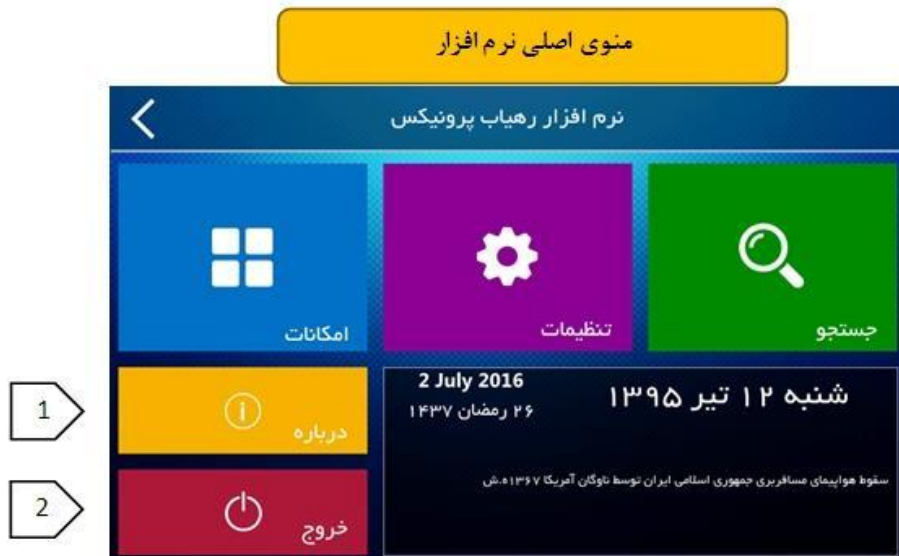 منوی اصلی نرم افزار
نرم افزار رهیاب پرونیکس
جستجو
تنظیمات
امکانات
شنبه ۱۲ تیر ۱۳۹۵
2 July 2016
۲۶ رمضان ۱۴۳۷
سقوط هواپیمای مسافربری جمهوری اسلامی ایران توسط ناوگان آمریکا ۱۳۶۷ه.ش
1
درباره
2
خروج